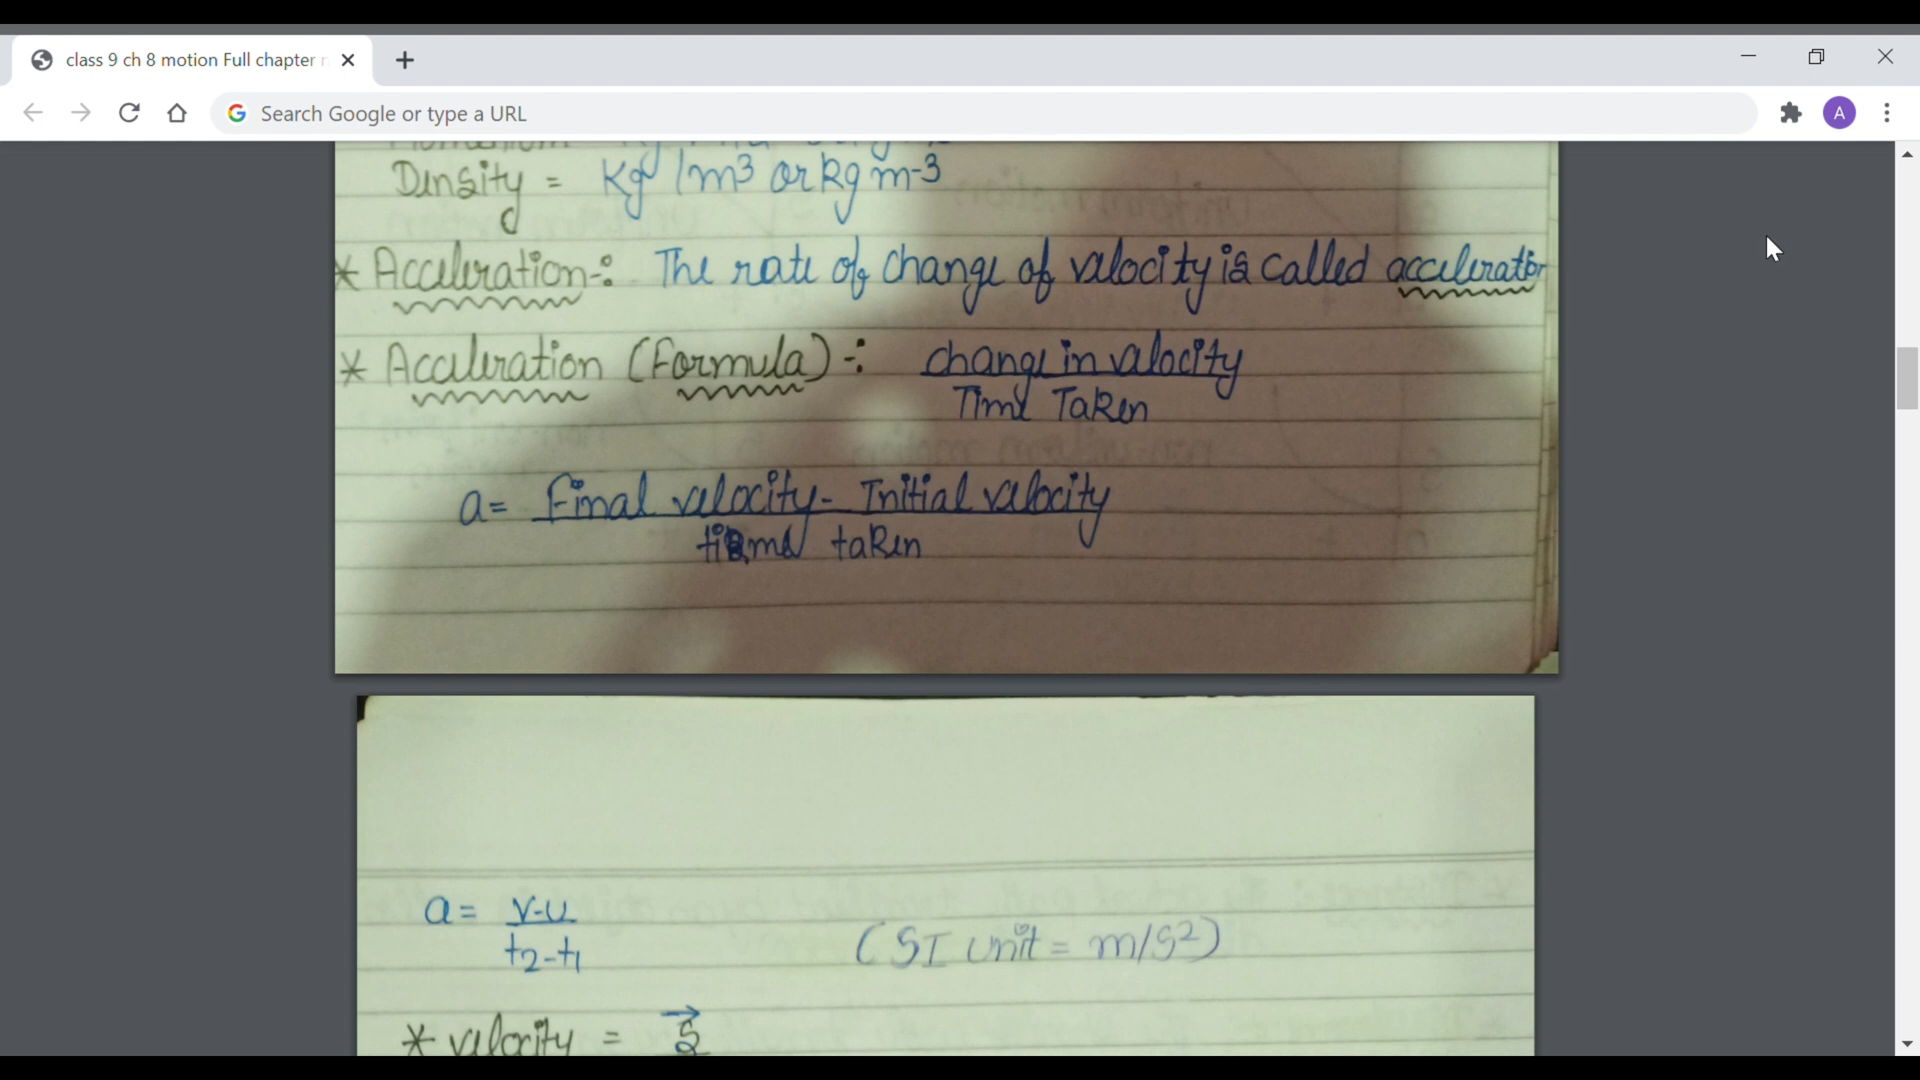 class 9 ch 8 motion Full chapter
Search Google or type a URL
A
Density = Kg/m3 or kg m-3
* Acceleration-: The rate of change of velocity is called acceleration
* Acceleration (Formula) -: change in velocity
Time Taken
a= Final velocity - Initial velocity
time taken
a= v-u
t2-t1
(SI unit = m/s2)
* velocity = S